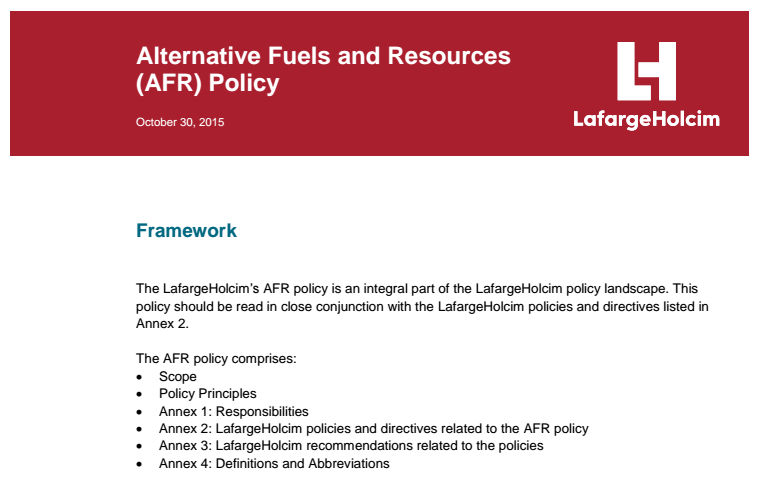 Alternative Fuels and Resources
(AFR) Policy
October 30, 2015
LafargeHolcim
Framework
The LafargeHolcim's AFR policy is an integral part of the LafargeHolcim policy landscape. This
policy should be read in close conjunction with the LafargeHolcim policies and directives listed in
Annex 2.
The AFR policy comprises:
• Scope
• Policy Principles
• Annex 1: Responsibilities
• Annex 2: LafargeHolcim policies and directives related to the AFR policy
• Annex 3: LafargeHolcim recommendations related to the policies
• Annex 4: Definitions and Abbreviations